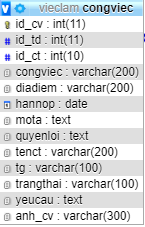 vieclam congviec
id_cv : int(11)
id_td : int(11)
id_ct : int(10)
congviec : varchar(200)
diadiem : varchar(200)
hannop : date
mota : text
quyenloi : text
tenct : varchar(200)
tg : varchar(100)
trangthai : varchar(100)
yeucau : text
anh_cv : varchar(300)